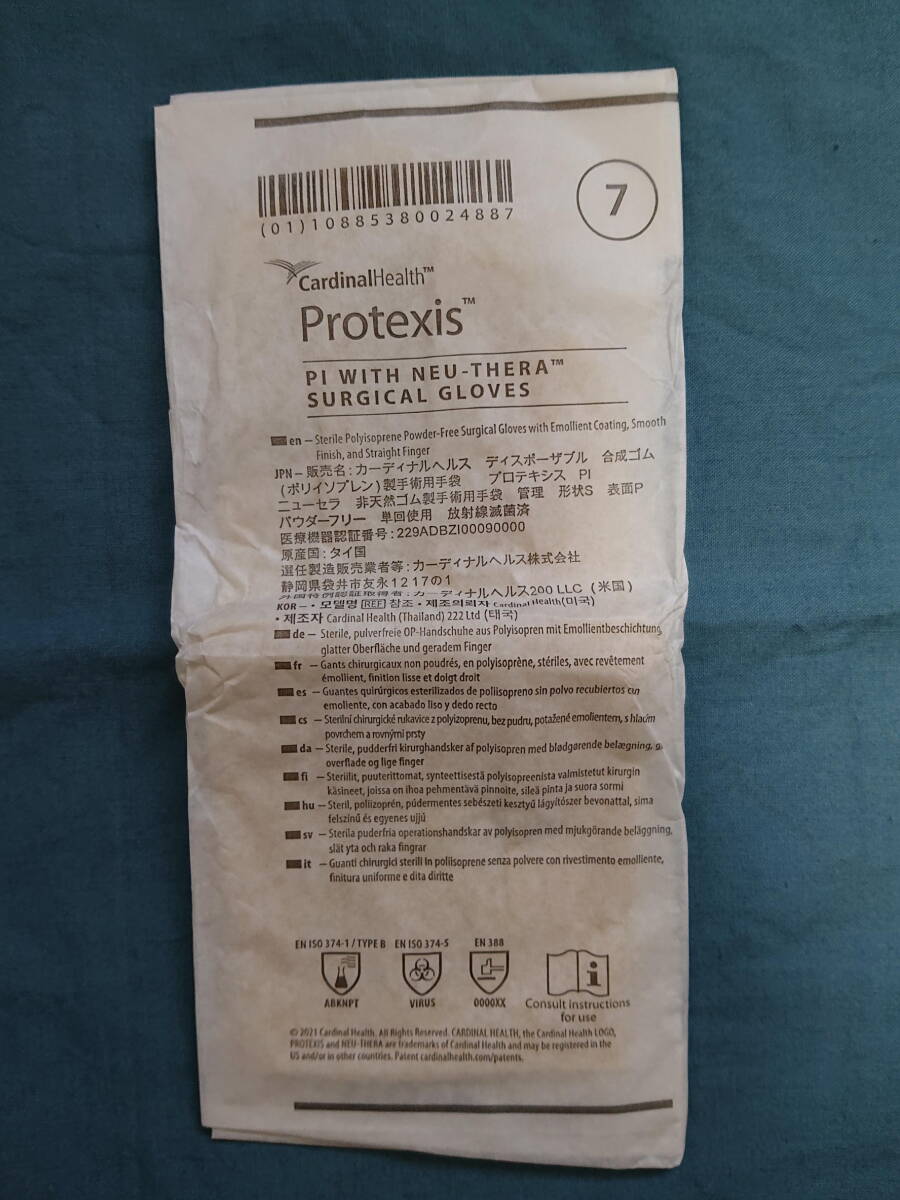 (01)10885380024887
7
CardinalHealth™
Protexis™
PI WITH NEU-THERA™
SURGICAL GLOVES
en – Sterile Polyisoprene Powder-Free Surgical Gloves with Emollient Coating, Smooth
Finish, and Straight Finger
JPN – 販売名:カーディナルヘルス ディスポーザブル 合成ゴム
(ポリイソプレン)製手術用手袋 プロテキシス PI
ニューセラ 非天然ゴム製手術用手袋 管理 形状S 表面P
パウダーフリー 単回使用 放射線滅菌済
医療機器認証番号:229ADBZI00090000
原産国:タイ国
選任製造販売業者等:カーディナルヘルス株式会社
静岡県袋井市友永1217の1
外国特例認証取得者:カーディナルヘルス200 LLC (米国)
KOR – • 모델명 REF 참조 • 제조의뢰자 Cardinal Health(미국)
• 제조자 Cardinal Health (Thailand) 222 Ltd (태국)
de – Sterile, pulverfreie OP-Handschuhe aus Polyisopren mit Emollientbeschichtung,
glatter Oberfläche und geradem Finger
fr – Gants chirurgicaux non poudrés, en polyisoprène, stériles, avec revêtement
émollient, finition lisse et doigt droit
es – Guantes quirúrgicos esterilizados de poliisopreno sin polvo recubiertos con
emoliente, con acabado liso y dedo recto
cs – Sterilní chirurgické rukavice z polyizoprenu, bez pudru, potažené emolientem, s hladkým
povrchem a rovnými prsty
da – Sterile, pudderfri kirurghandsker af polyisopren med blødgørende belægning,
overflade og lige finger
fi – Steriilit, puuterittomat, synteettisestä polyisopreenista valmistetut kirurgin
käsineet, joissa on ihoa pehmentävä pinnoite, sileä pinta ja suora sormi
hu – Steril, poliizoprén, púdermentes sebészeti kesztyű lágyítószer bevonattal, sima
felszínű és egyenes ujjú
sv – Sterila puderfria operationshandskar av polyisopren med mjukgörande beläggning,
slät yta och raka fingrar
it – Guanti chirurgici sterili in poliisoprene senza polvere con rivestimento emolliente,
finitura uniforme e dita diritte
EN ISO 374-1 / TYPE B EN ISO 374-5 EN 388
ABKNPT VIRUS 0000XX Consult instructions
for use
© 2021 Cardinal Health. All Rights Reserved. CARDINAL HEALTH, the Cardinal Health LOGO,
PROTEXIS and NEU-THERA are trademarks of Cardinal Health and may be registered in the
US and/or in other countries. Patent cardinalhealth.com/patents.